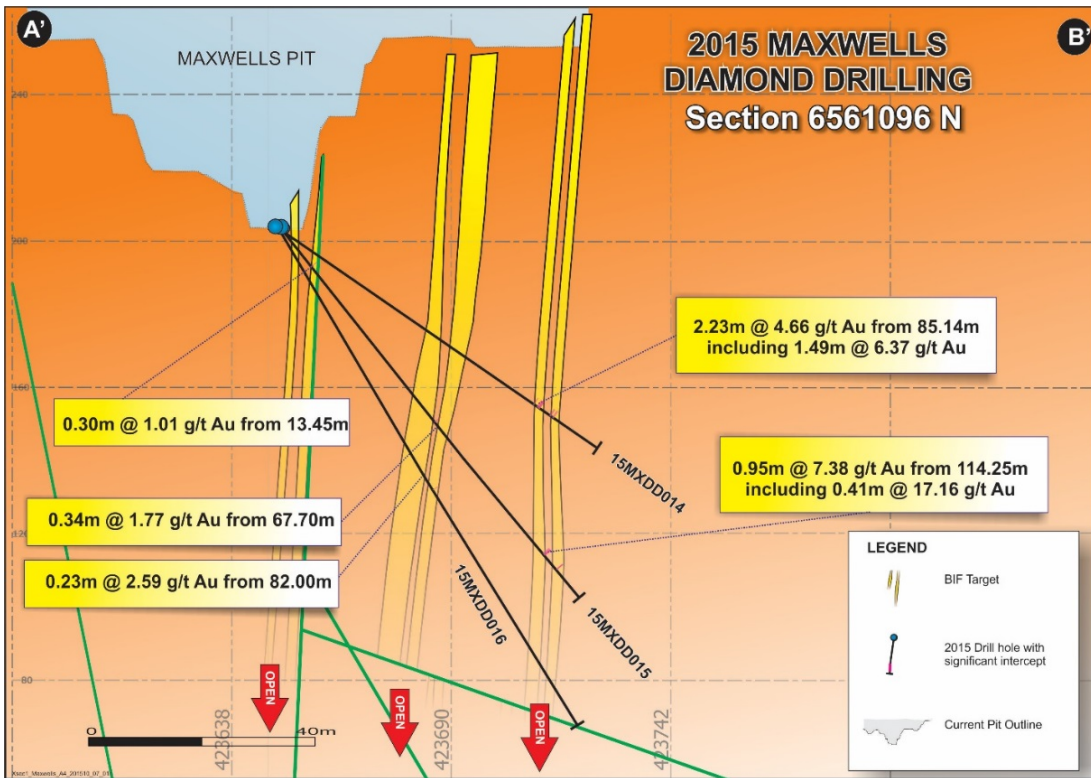 A'
B'
MAXWELLS PIT
2015 MAXWELLS
DIAMOND DRILLING
Section 6561096 N
240
200
160
80
2.23m @ 4.66 g/t Au from 85.14m
including 1.49m @ 6.37 g/t Au
0.30m @ 1.01 g/t Au from 13.45m
0.95m @ 7.38 g/t Au from 114.25m
including 0.41m @ 17.16 g/t Au
0.34m @ 1.77 g/t Au from 67.70m
0.23m @ 2.59 g/t Au from 82.00m
15MXDD014
15MXDD015
15MXDD016
OPEN
OPEN
OPEN
423638
423690
423742
0
40m
LEGEND
BIF Target
2015 Drill hole with
significant intercept
Current Pit Outline